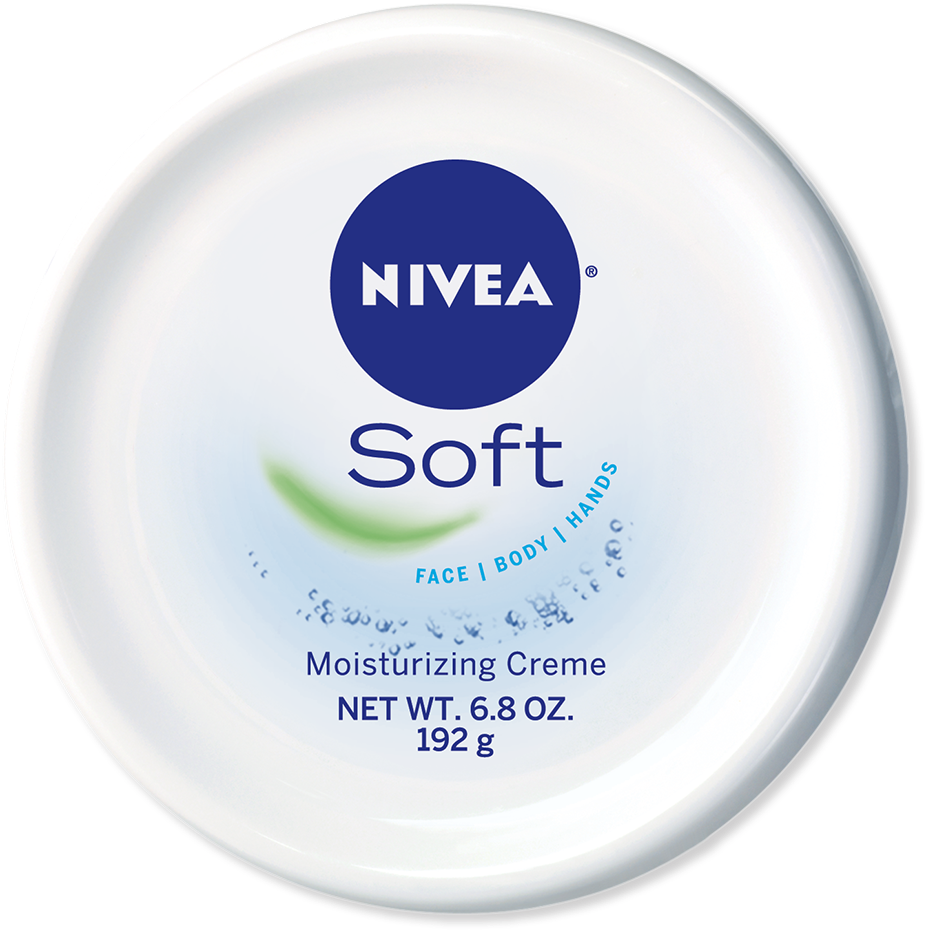 NIVEA®
Soft
FACE | BODY | HANDS
Moisturizing Creme
NET WT. 6.8 OZ.
192 g